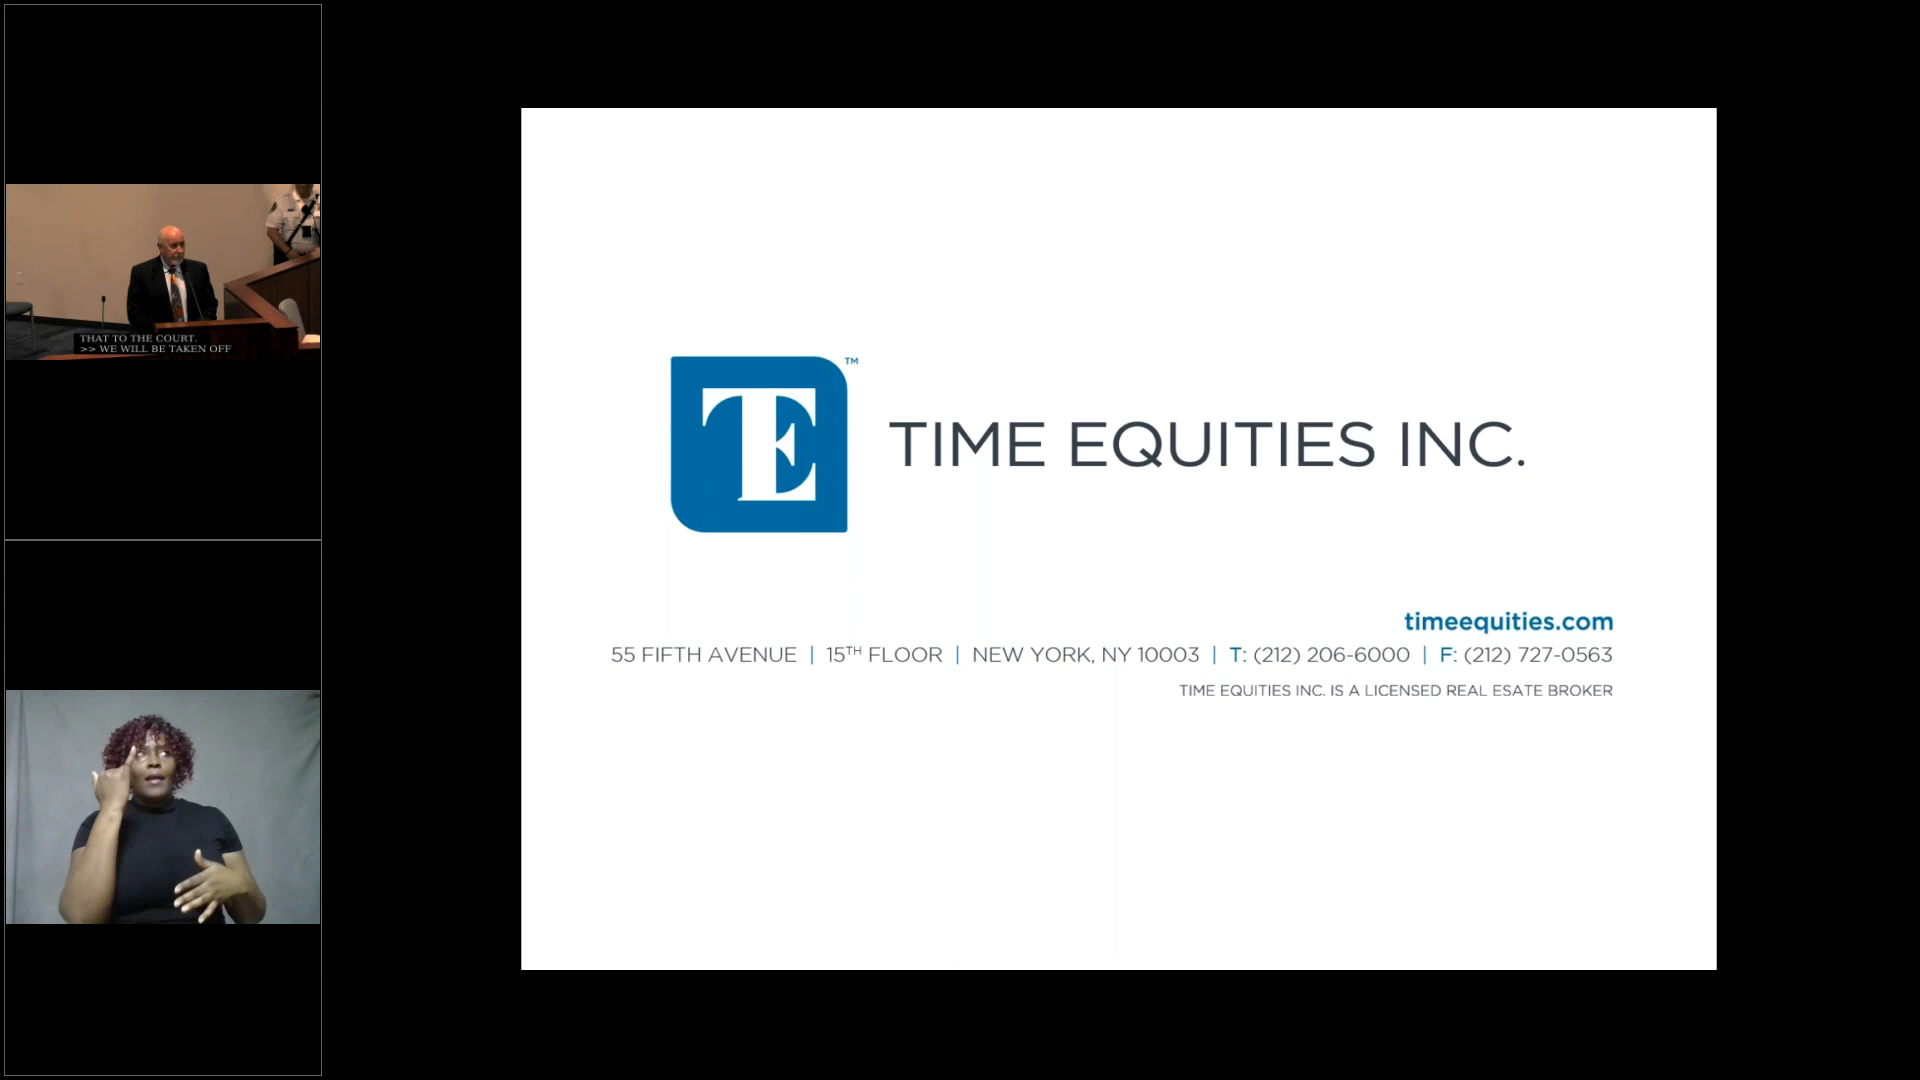 THAT TO THE COURT.
>> WE WILL BE TAKEN OFF
TE
™
TIME EQUITIES INC.
timeequities.com
55 FIFTH AVENUE | 15TH FLOOR | NEW YORK, NY 10003 | T: (212) 206-6000 | F: (212) 727-0563
TIME EQUITIES INC. IS A LICENSED REAL ESATE BROKER